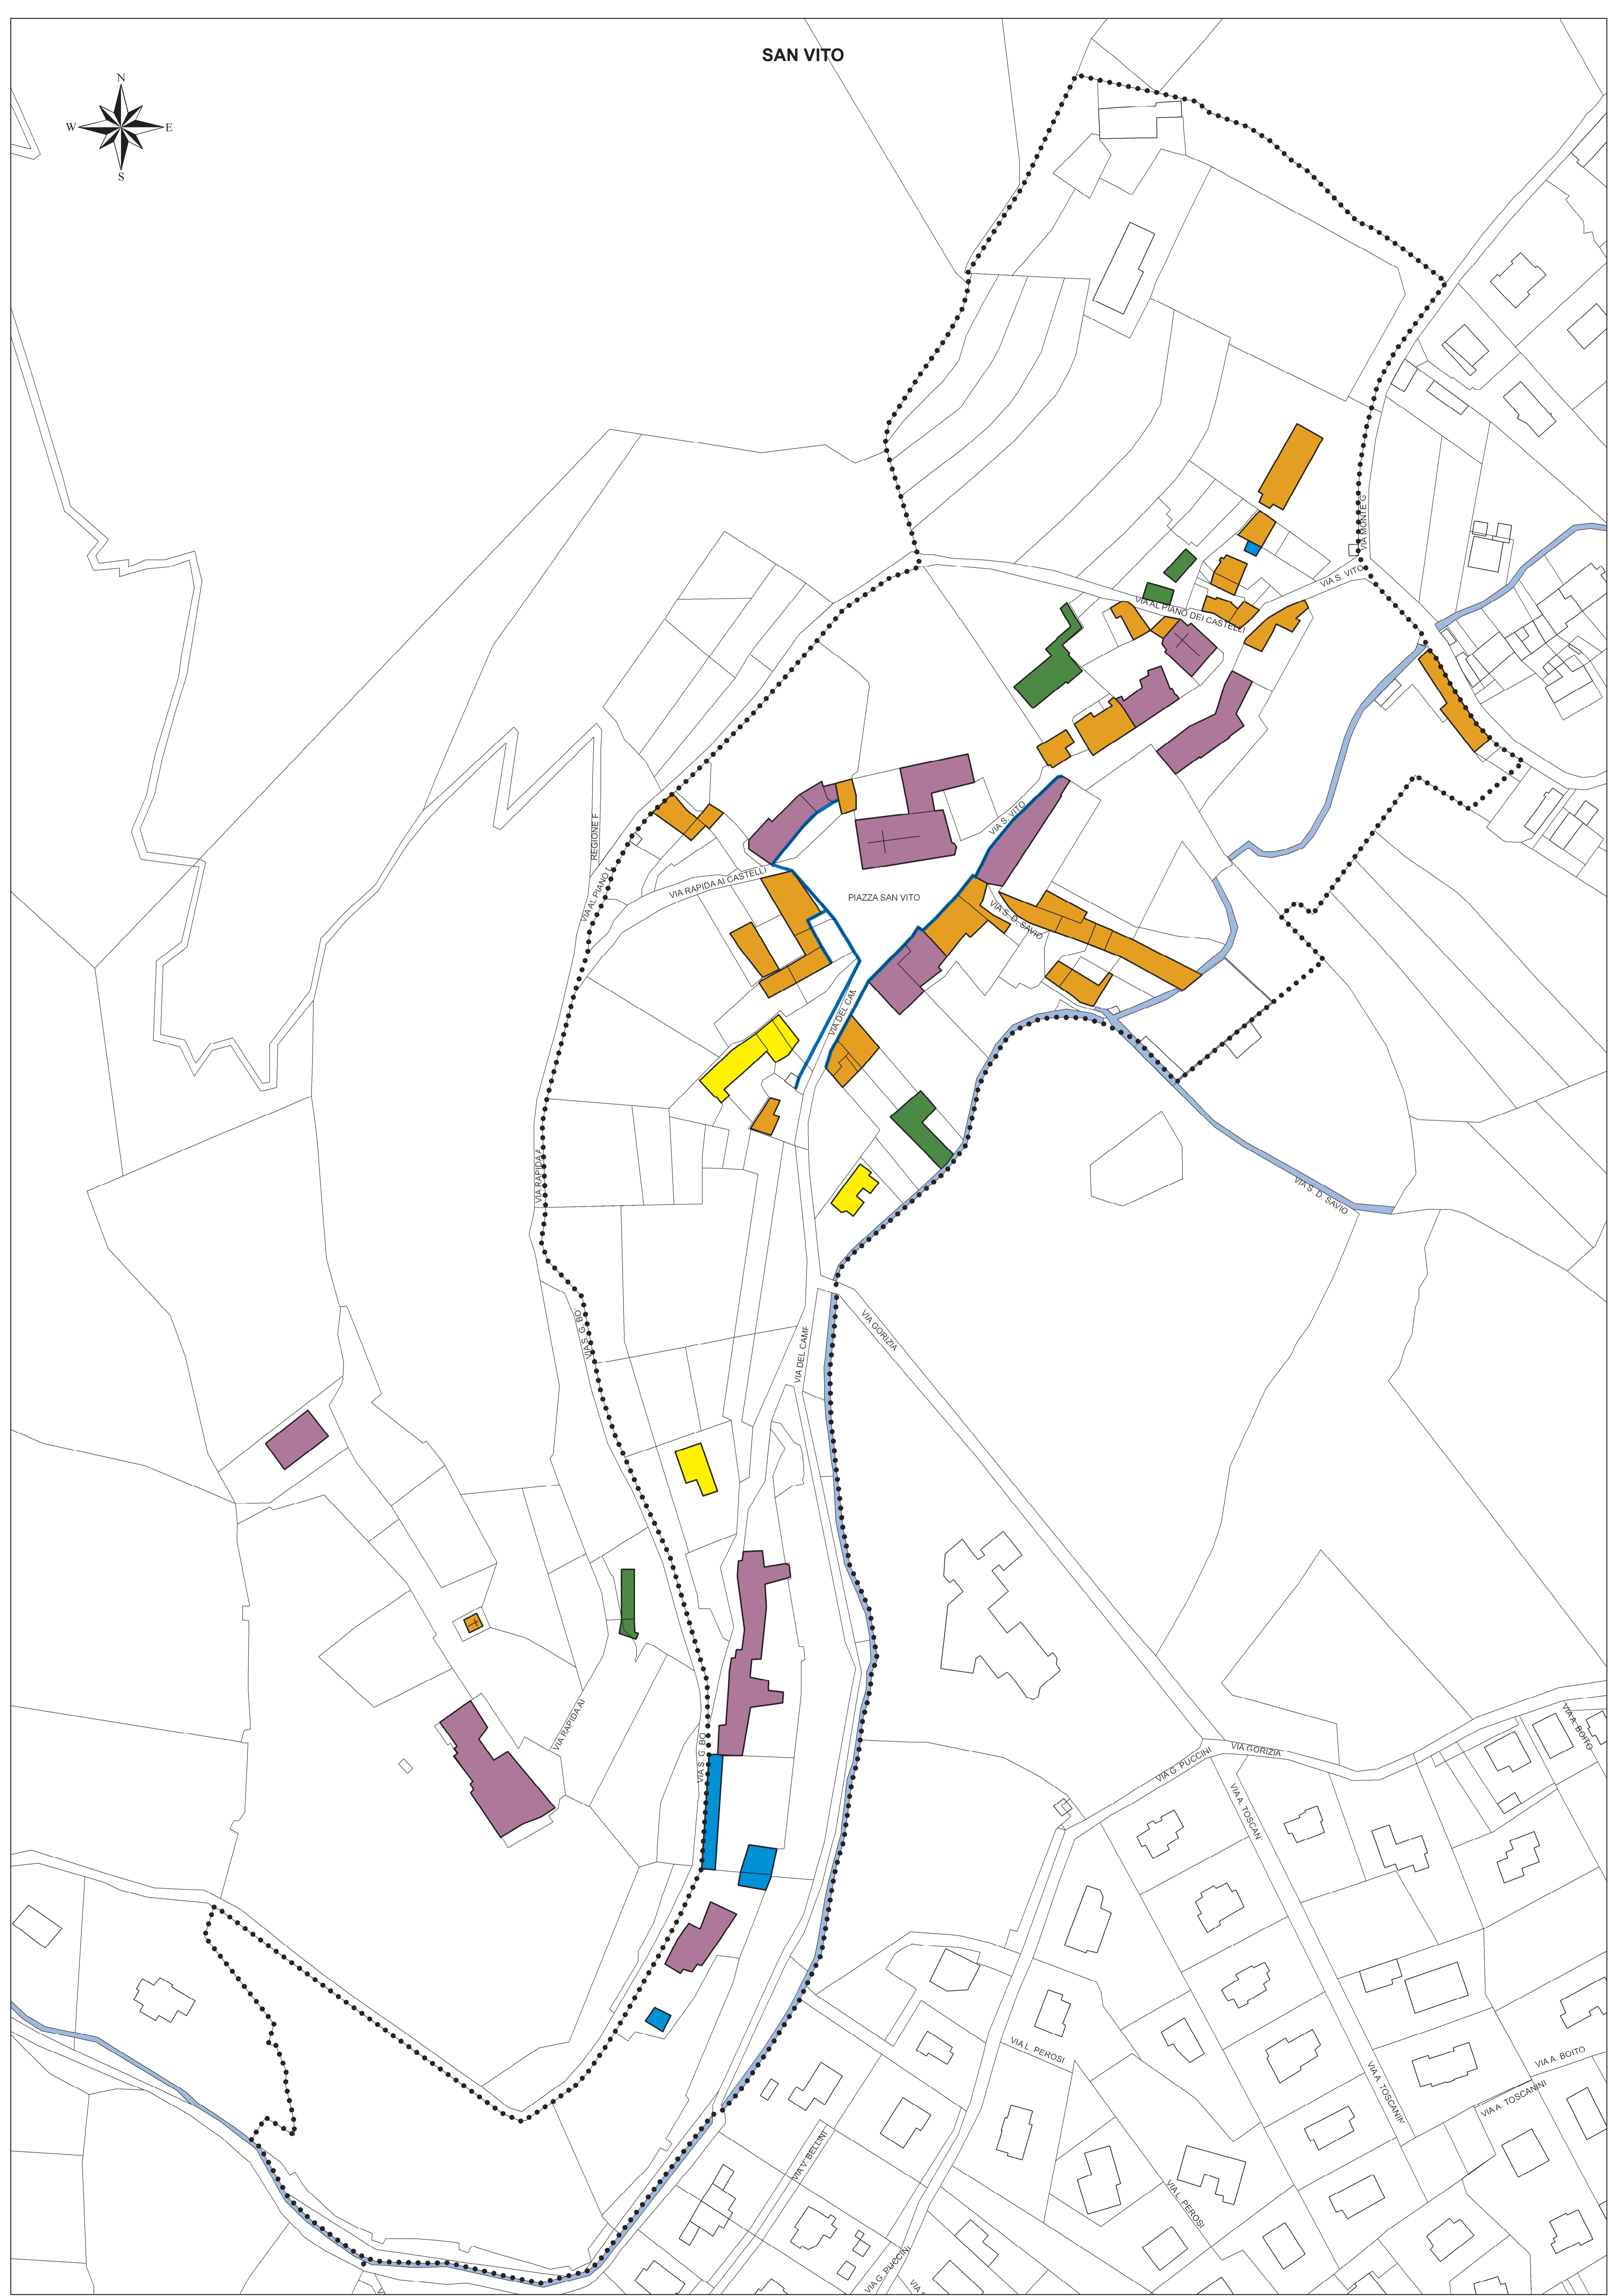 SAN VITO
N
W
E
S
VIA MONTE G
VIA S. VITO
VIA AL PIANO DEI CASTELLI
VIA S. VITO
REGIONE F
VIA RAPIDA AI CASTELLI
VIA AL PIANO
PIAZZA SAN VITO
VIA S. D. SAVIO
VIA DEL CAM
VIA RAPIDA A
VIA S. D. SAVIO
VIA S. G. BO
VIA GORIZIA
VIA DEL CAMP
VIA RAPIDA AI
VIA S. G. BO
VIA A. BOITO
VIA G. PUCCINI
VIA GORIZIA
VIA A. TOSCAN
VIA L. PEROSI
VIA A. BOITO
VIA A. TOSCANIN
VIA A. TOSCANINI
VIA V. BELLINI
VIA L. PEROSI
VIA G. PUCCINI
VIA